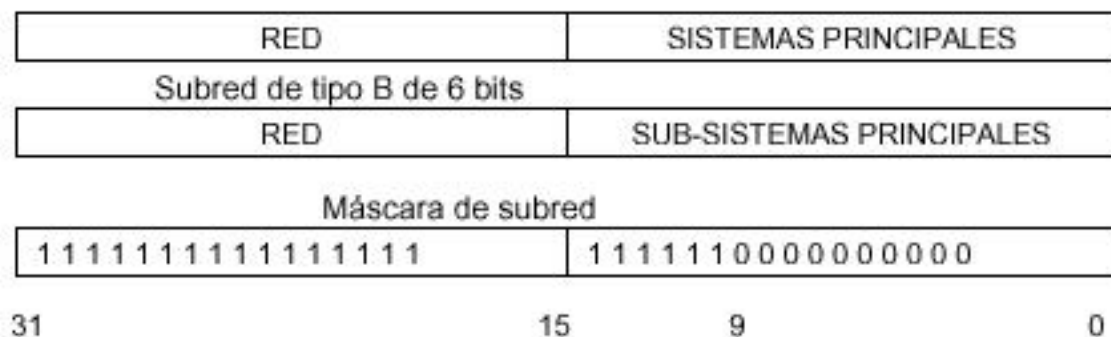 RED SISTEMAS PRINCIPALES
Subred de tipo B de 6 bits
RED SUB-SISTEMAS PRINCIPALES
Máscara de subred
1 1 1 1 1 1 1 1 1 1 1 1 1 1 1 1 1 1 1 1 1 1 0 0 0 0 0 0 0 0 0 0
31 15 9 0